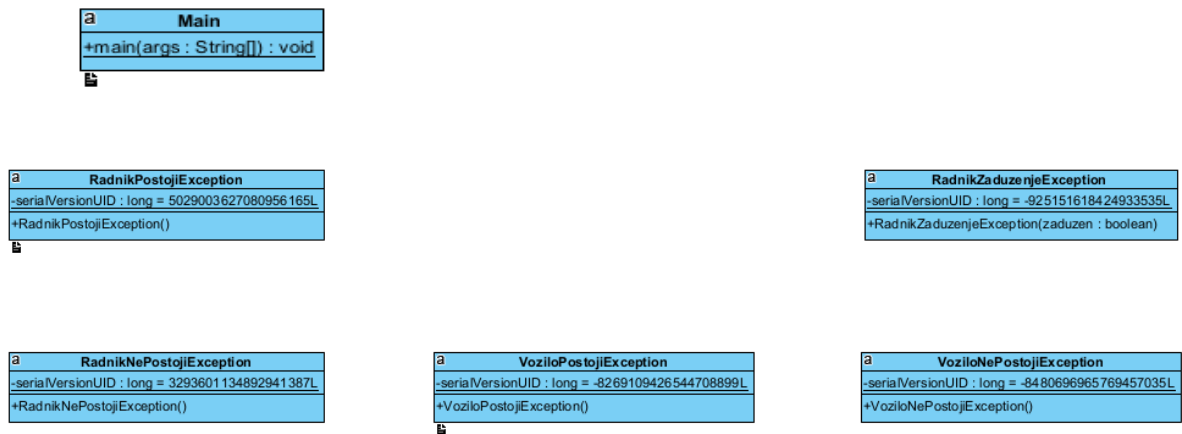 a
Main
+main(args : String[]) : void
a
RadnikPostojiException
-serialVersionUID : long = 5029003627080956165L
+RadnikPostojiException()
a
RadnikZaduzenjeException
-serialVersionUID : long = -925151618424933535L
+RadnikZaduzenjeException(zaduzen : boolean)
a
RadnikNePostojiException
-serialVersionUID : long = 3293601134892941387L
+RadnikNePostojiException()
a
VoziloPostojiException
-serialVersionUID : long = -8269109426544708899L
+VoziloPostojiException()
a
VoziloNePostojiException
-serialVersionUID : long = -8480696965769457035L
+VoziloNePostojiException()